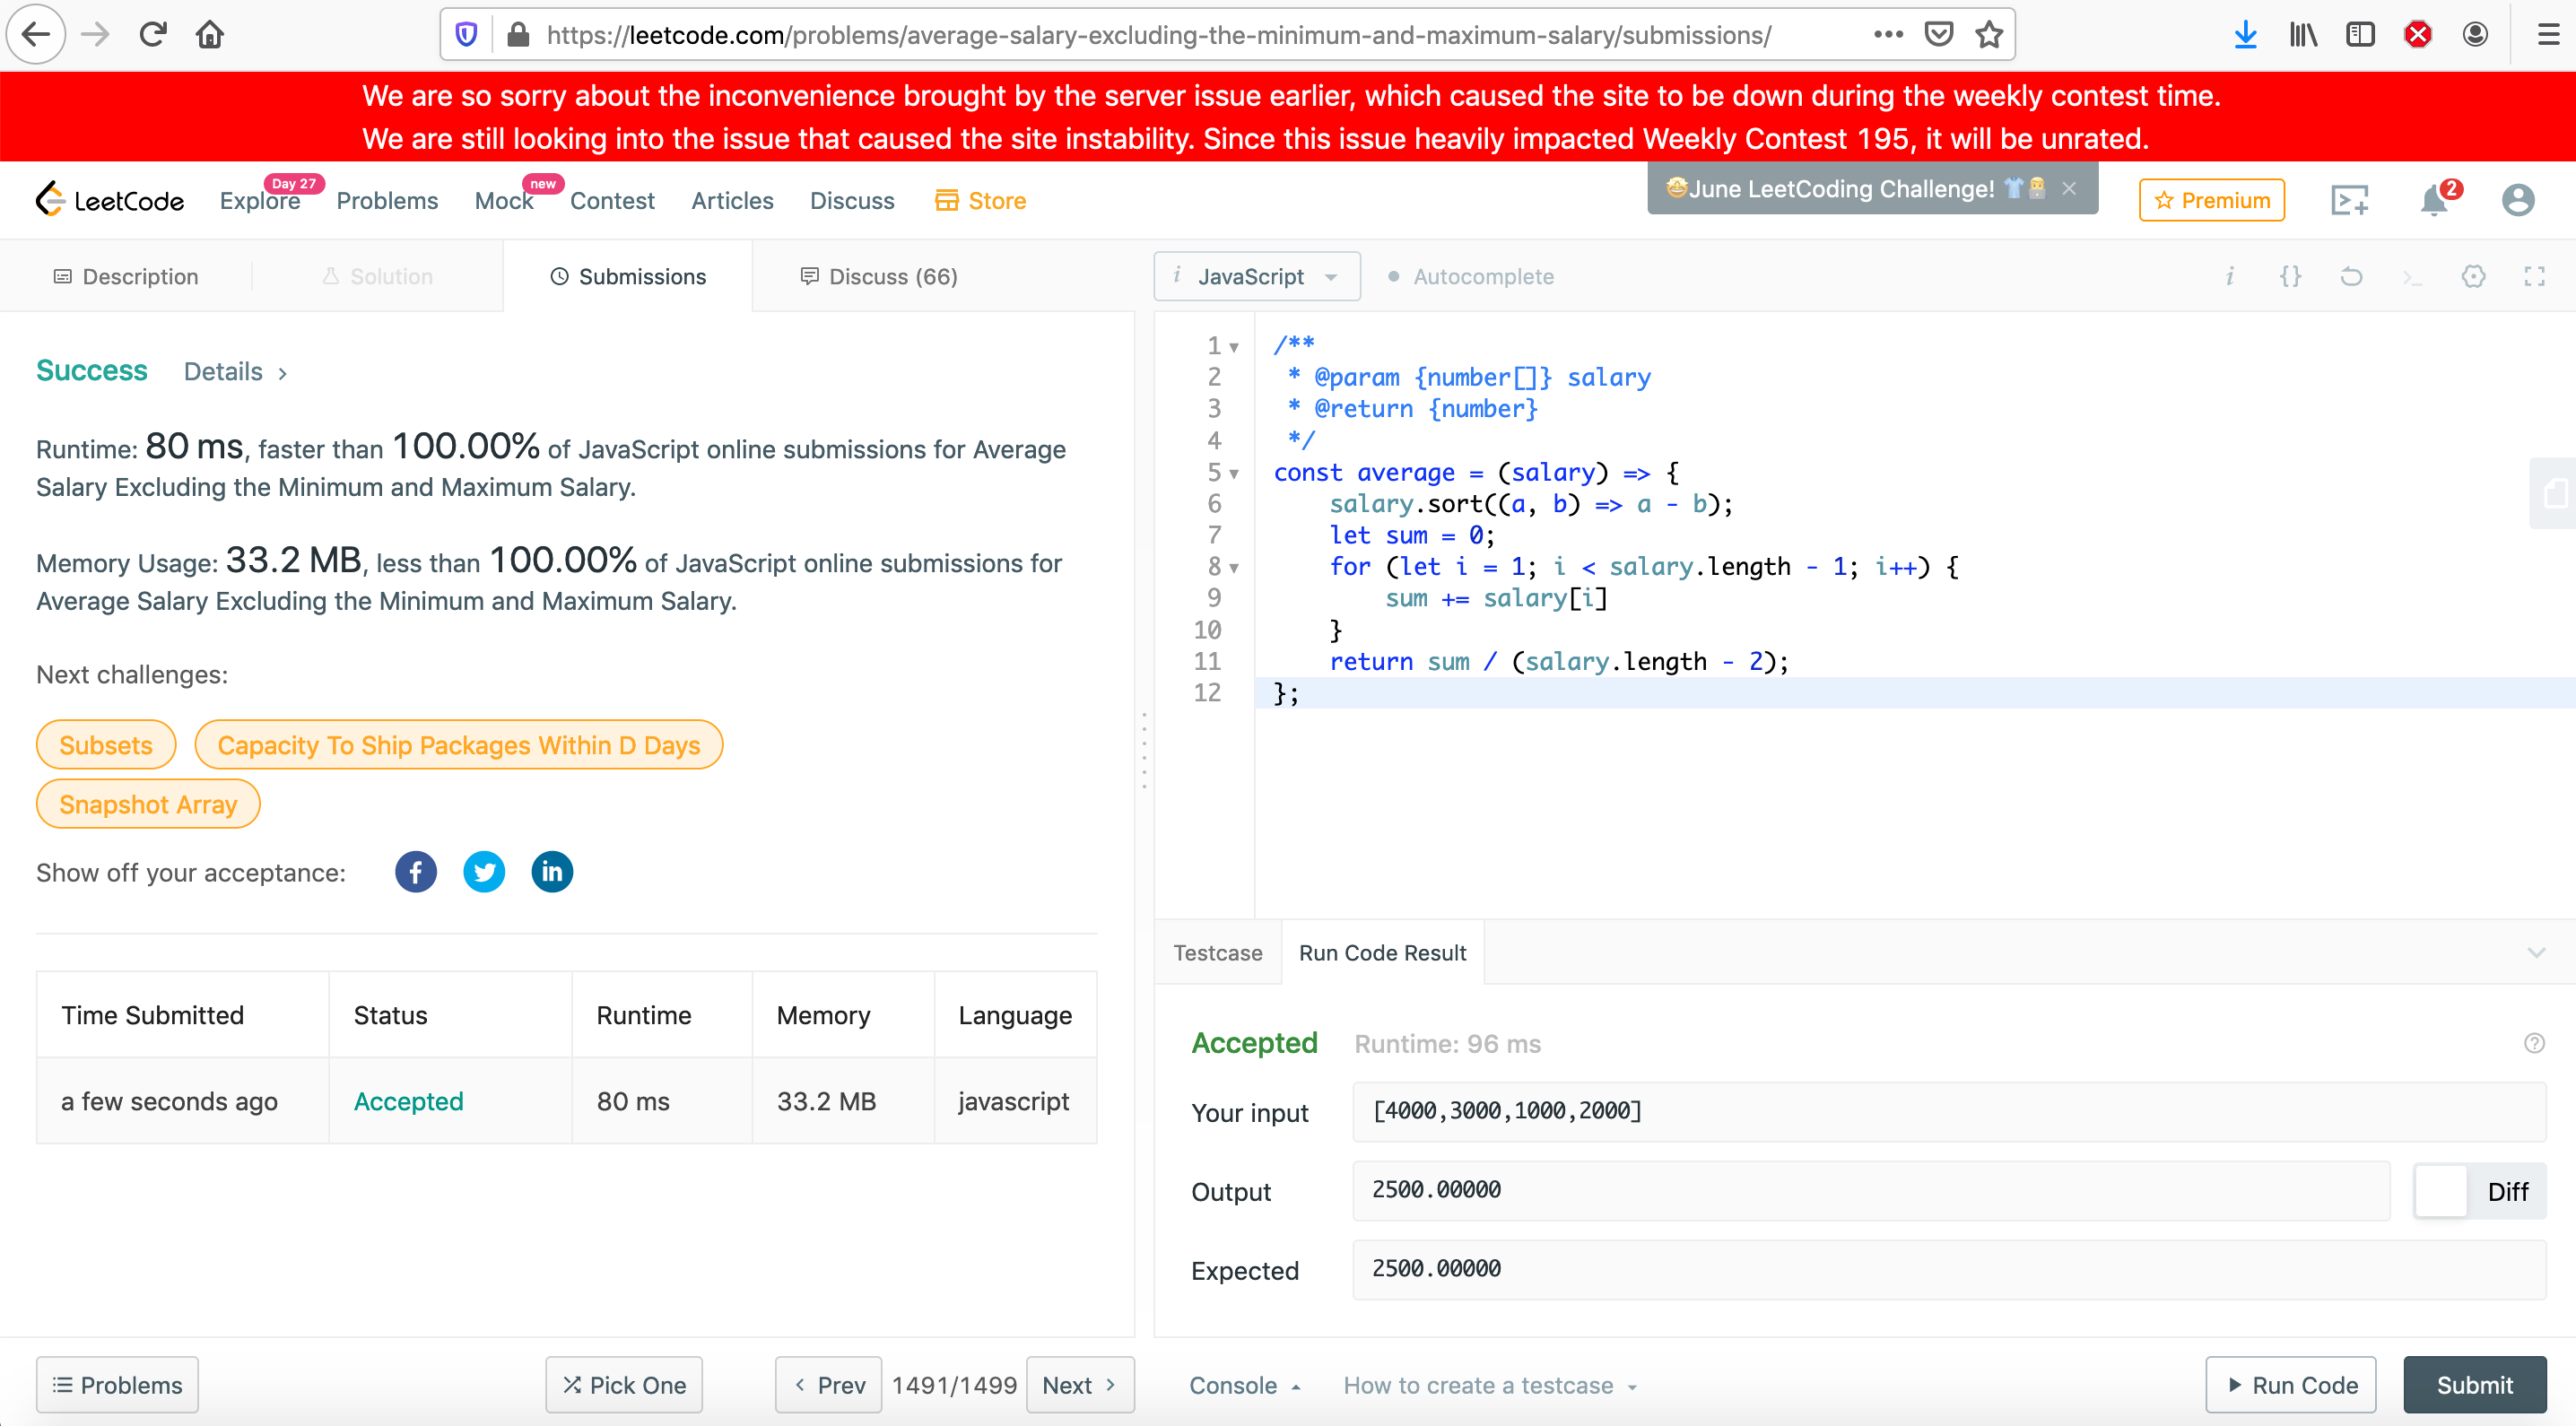 https://leetcode.com/problems/average-salary-excluding-the-minimum-and-maximum-salary/submissions/
We are so sorry about the inconvenience brought by the server issue earlier, which caused the site to be down during the weekly contest time.
We are still looking into the issue that caused the site instability. Since this issue heavily impacted Weekly Contest 195, it will be unrated.
LeetCode Explore Day 27 Problems Mock new Contest Articles Discuss Store 🤩June LeetCoding Challenge! 👕👨‍💻 × Premium 2
Description Solution Submissions Discuss (66)
Success Details >
Runtime: 80 ms, faster than 100.00% of JavaScript online submissions for Average
Salary Excluding the Minimum and Maximum Salary.
Memory Usage: 33.2 MB, less than 100.00% of JavaScript online submissions for
Average Salary Excluding the Minimum and Maximum Salary.
Next challenges:
Subsets Capacity To Ship Packages Within D Days
Snapshot Array
Show off your acceptance: f in
Time Submitted Status Runtime Memory Language
a few seconds ago Accepted 80 ms 33.2 MB javascript
Problems Pick One < Prev 1491/1499 Next >
i JavaScript Autocomplete i {} >_
1 /**
2  * @param {number[]} salary
3  * @return {number}
4  */
5 const average = (salary) => {
6     salary.sort((a, b) => a - b);
7     let sum = 0;
8     for (let i = 1; i < salary.length - 1; i++) {
9         sum += salary[i]
10     }
11     return sum / (salary.length - 2);
12 };
Testcase Run Code Result
Accepted Runtime: 96 ms ?
Your input [4000,3000,1000,2000]
Output 2500.00000 Diff
Expected 2500.00000
Console How to create a testcase Run Code Submit